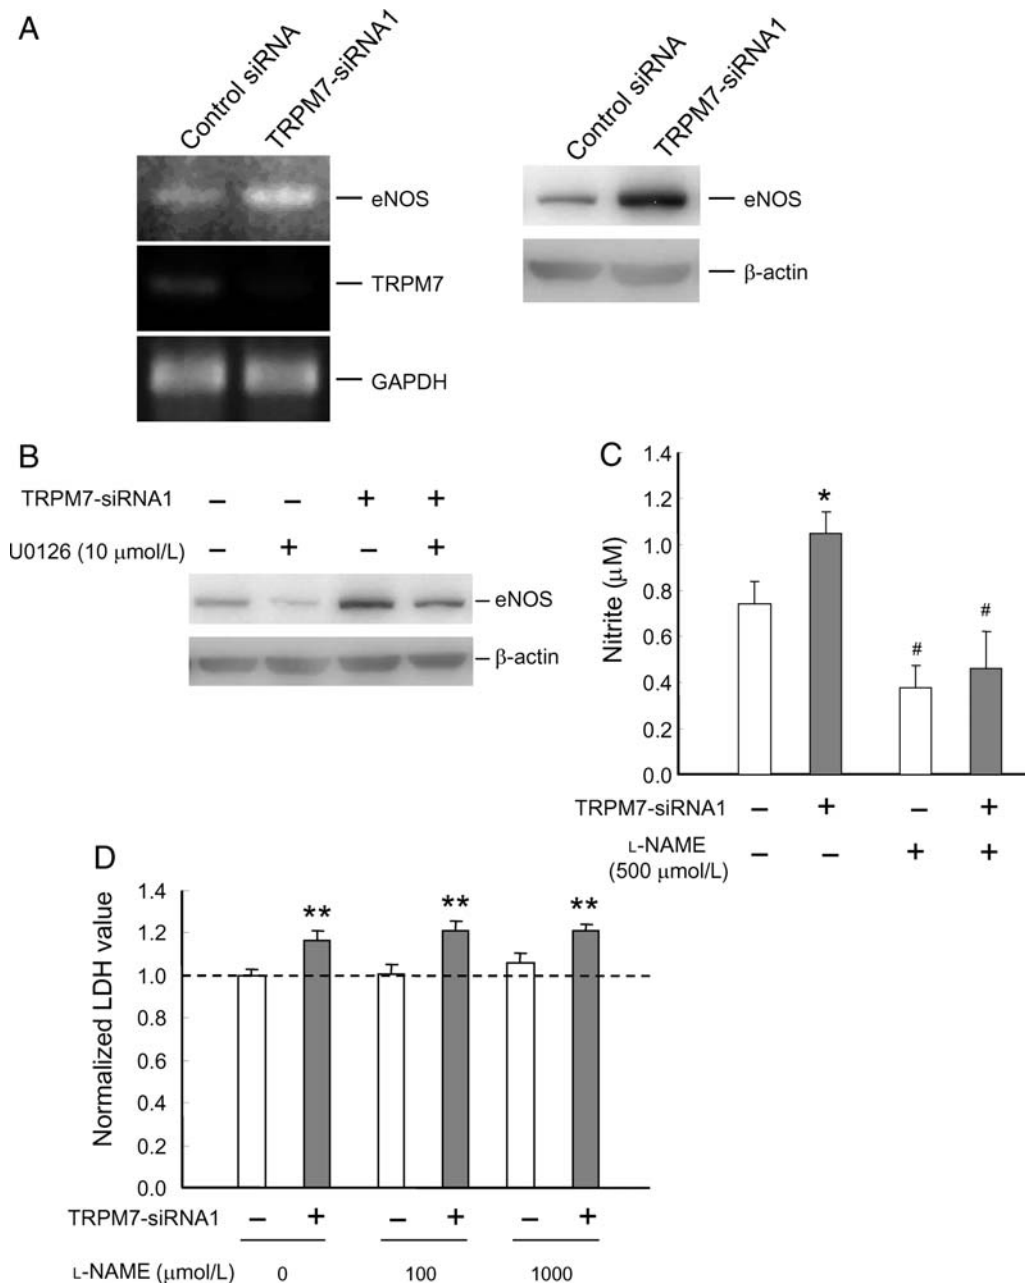 A
Control siRNA
TRPM7-siRNA1
eNOS
TRPM7
GAPDH
Control siRNA
TRPM7-siRNA1
eNOS
β-actin
B
TRPM7-siRNA1 – – + +
U0126 (10 μmol/L) – + – +
eNOS
β-actin
C
Nitrite (μM)
1.4
1.2
1.0
0.8
0.6
0.4
0.2
0.0
*
#
#
TRPM7-siRNA1 – + – +
L-NAME – – + +
(500 μmol/L)
D
Normalized LDH value
1.4
1.2
1.0
0.8
0.6
0.4
0.2
0.0
**
**
**
TRPM7-siRNA1 – + – + – +
L-NAME (μmol/L) 0 100 1000